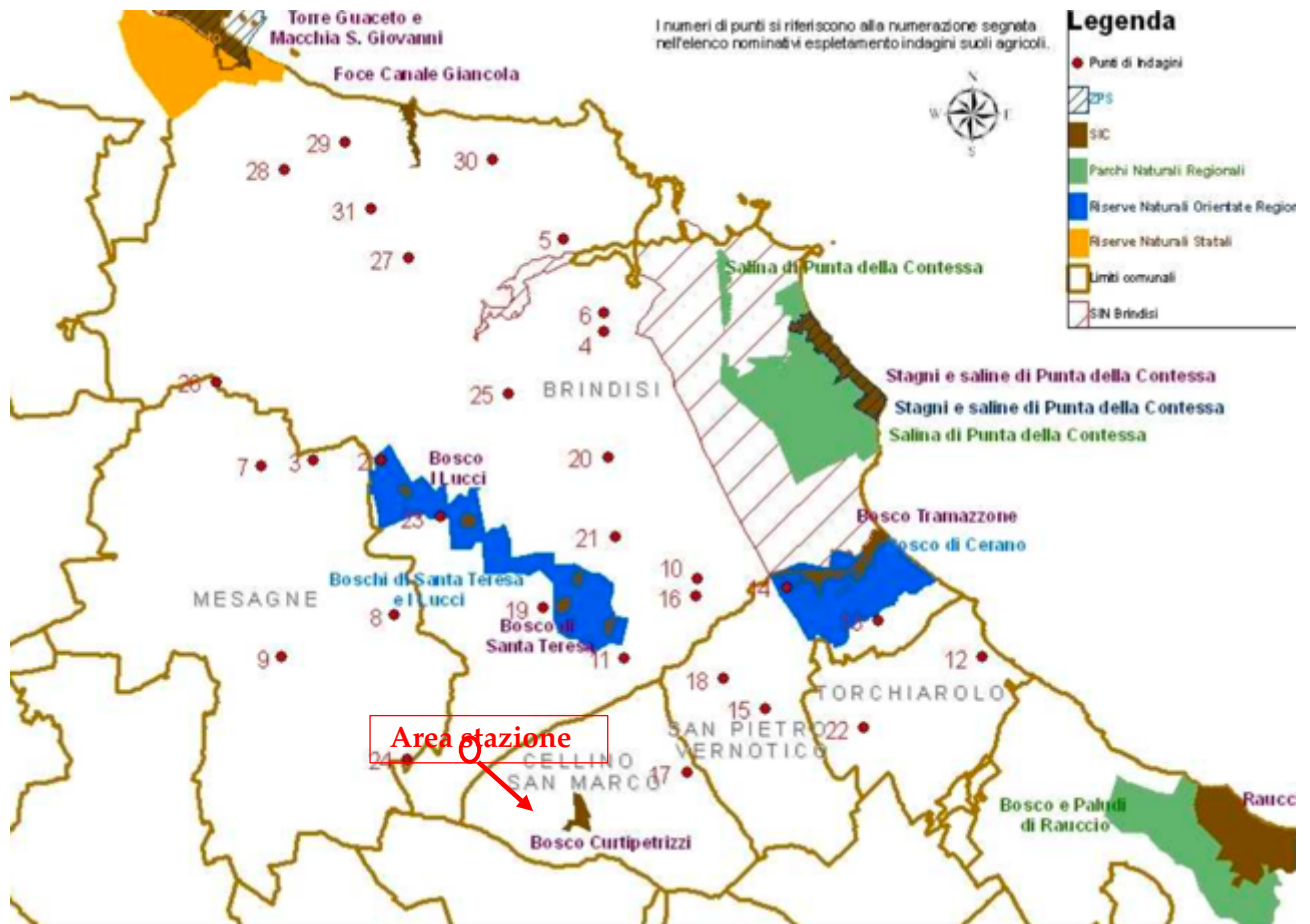 Torre Guaceto e
Macchia S. Giovanni
I numeri di punti si riferiscono alla numerazione segnata
nell'elenco nominativi espletamento indagini suoli agricoli.
Legenda
Punti di Indagini
ZPS
SIC
Parchi Naturali Regionali
Riserve Naturali Orientate Region
Riserve Naturali Statali
Limiti comunali
SIN Brindisi
N
W
E
S
Foce Canale Giancola
29
28
30
31
5
27
Salina di Punta della Contessa
6
4
BRINDISI
25
Stagni e saline di Punta della Contessa
Stagni e saline di Punta della Contessa
Salina di Punta della Contessa
7
3
2
Bosco
I Lucci
20
23
21
Bosco Tramazzone
Bosco di Cerano
Boschi di Santa Teresa
e I Lucci
MESAGNE
10
16
14
8
19
Bosco di
Santa Teresa
9
11
12
18
TORCHIAROLO
15
22
SAN PIETRO
VERNOTICO
Area stazione
24
CELLINO
SAN MARCO
17
Bosco Curtipetrizzi
Bosco e Paludi
di Rauccio
Raucci